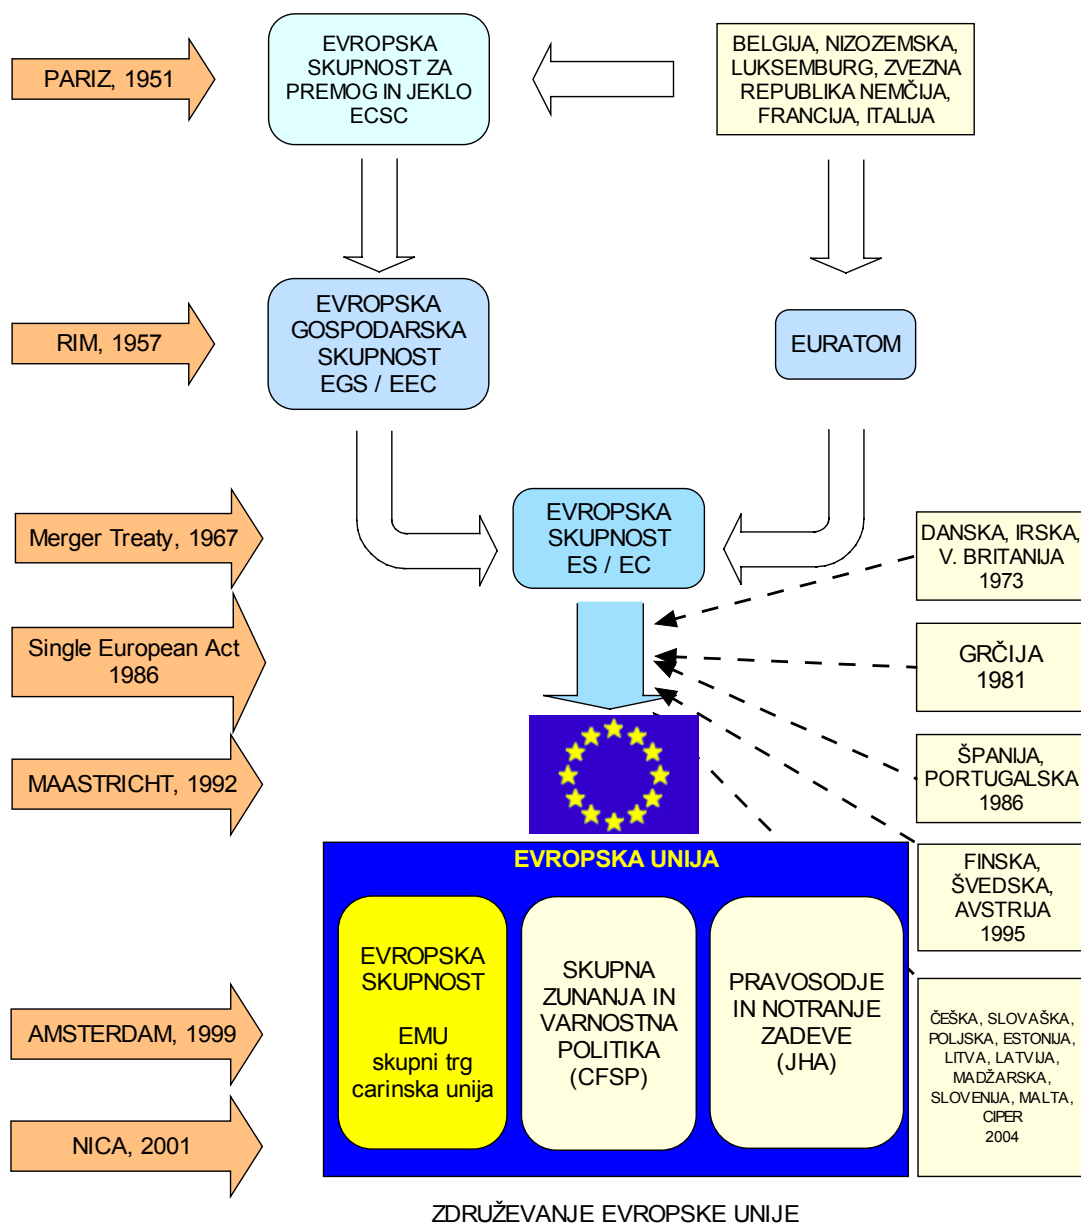 PARIZ, 1951
EVROPSKA
SKUPNOST ZA
PREMOG IN JEKLO
ECSC
BELGIJA, NIZOZEMSKA,
LUKSEMBURG, ZVEZNA
REPUBLIKA NEMČIJA,
FRANCIJA, ITALIJA
RIM, 1957
EVROPSKA
GOSPODARSKA
SKUPNOST
EGS / EEC
EURATOM
Merger Treaty, 1967
EVROPSKA
SKUPNOST
ES / EC
DANSKA, IRSKA,
V. BRITANIJA
1973
Single European Act
1986
GRČIJA
1981
MAASTRICHT, 1992
ŠPANIJA,
PORTUGALSKA
1986
EVROPSKA UNIJA
FINSKA,
ŠVEDSKA,
AVSTRIJA
1995
EVROPSKA
SKUPNOST
EMU
skupni trg
carinska unija
SKUPNA
ZUNANJA IN
VARNOSTNA
POLITIKA
(CFSP)
PRAVOSODJE
IN NOTRANJE
ZADEVE
(JHA)
AMSTERDAM, 1999
ČEŠKA, SLOVAŠKA,
POLJSKA, ESTONIJA,
LITVA, LATVIJA,
MADŽARSKA,
SLOVENIJA, MALTA,
CIPER
2004
NICA, 2001
ZDRUŽEVANJE EVROPSKE UNIJE